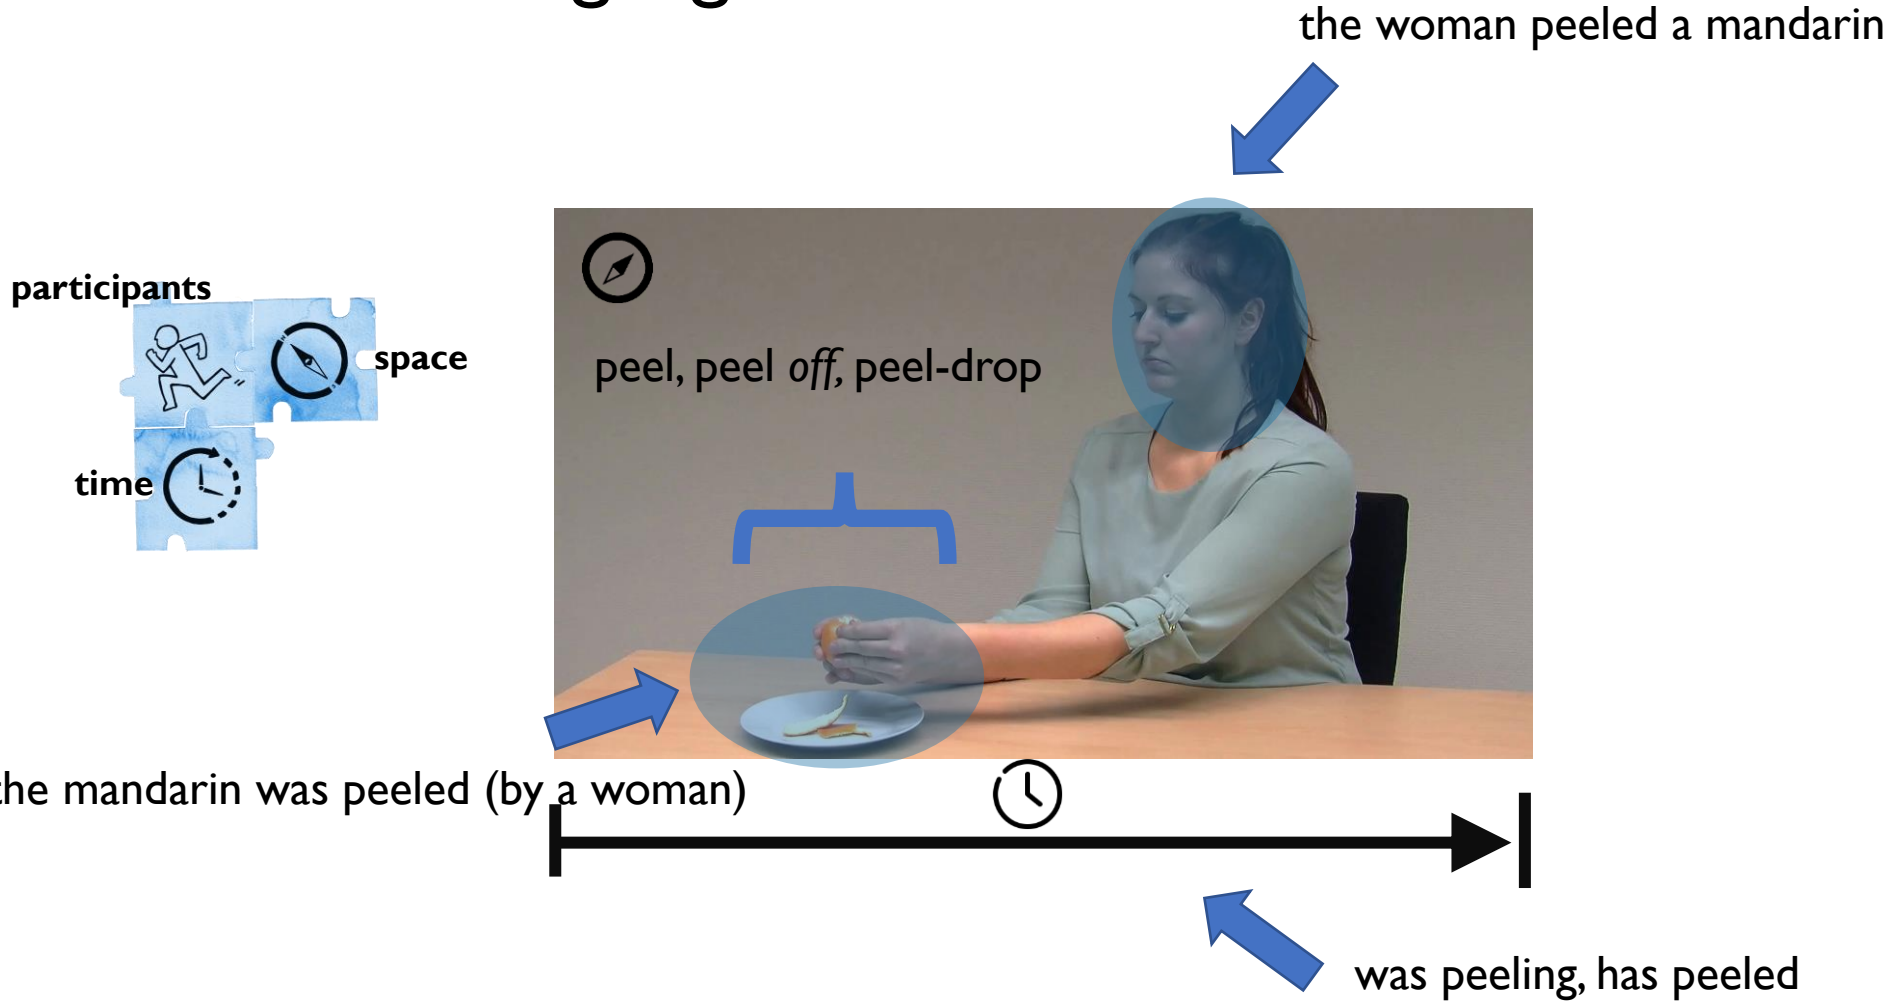 the woman peeled a mandarin
participants
space
peel, peel off, peel-drop
time
the mandarin was peeled (by a woman)
was peeling, has peeled